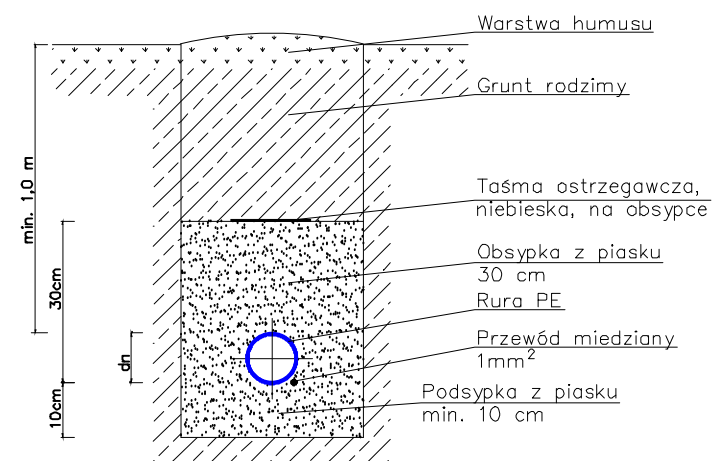 Warstwa humusu
Grunt rodzimy
Taśma ostrzegawcza,
niebieska, na obsypce
Obsypka z piasku
30 cm
Rura PE
Przewód miedziany
1mm²
Podsypka z piasku
min. 10 cm
min. 1,0 m
30cm
dn
10cm